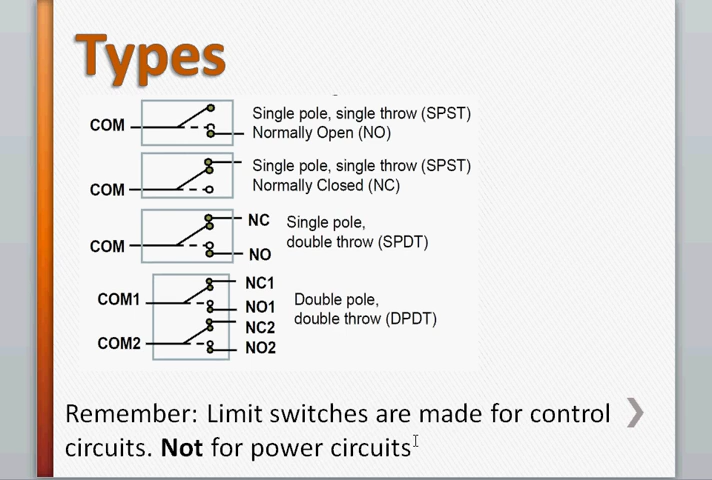 Types
COM
Single pole, single throw (SPST)
Normally Open (NO)
COM
Single pole, single throw (SPST)
Normally Closed (NC)
COM
NC
NO
Single pole,
double throw (SPDT)
COM1
COM2
NC1
NO1
NC2
NO2
Double pole,
double throw (DPDT)
Remember: Limit switches are made for control
circuits. Not for power circuits